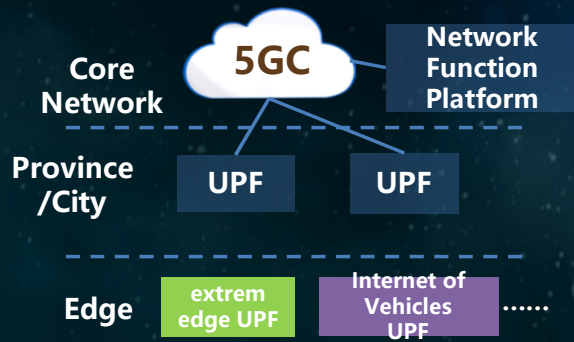 5GC
Network
Function
Platform
Core
Network
Province
/City
UPF
UPF
Edge
extrem
edge UPF
Internet of
Vehicles
UPF
......